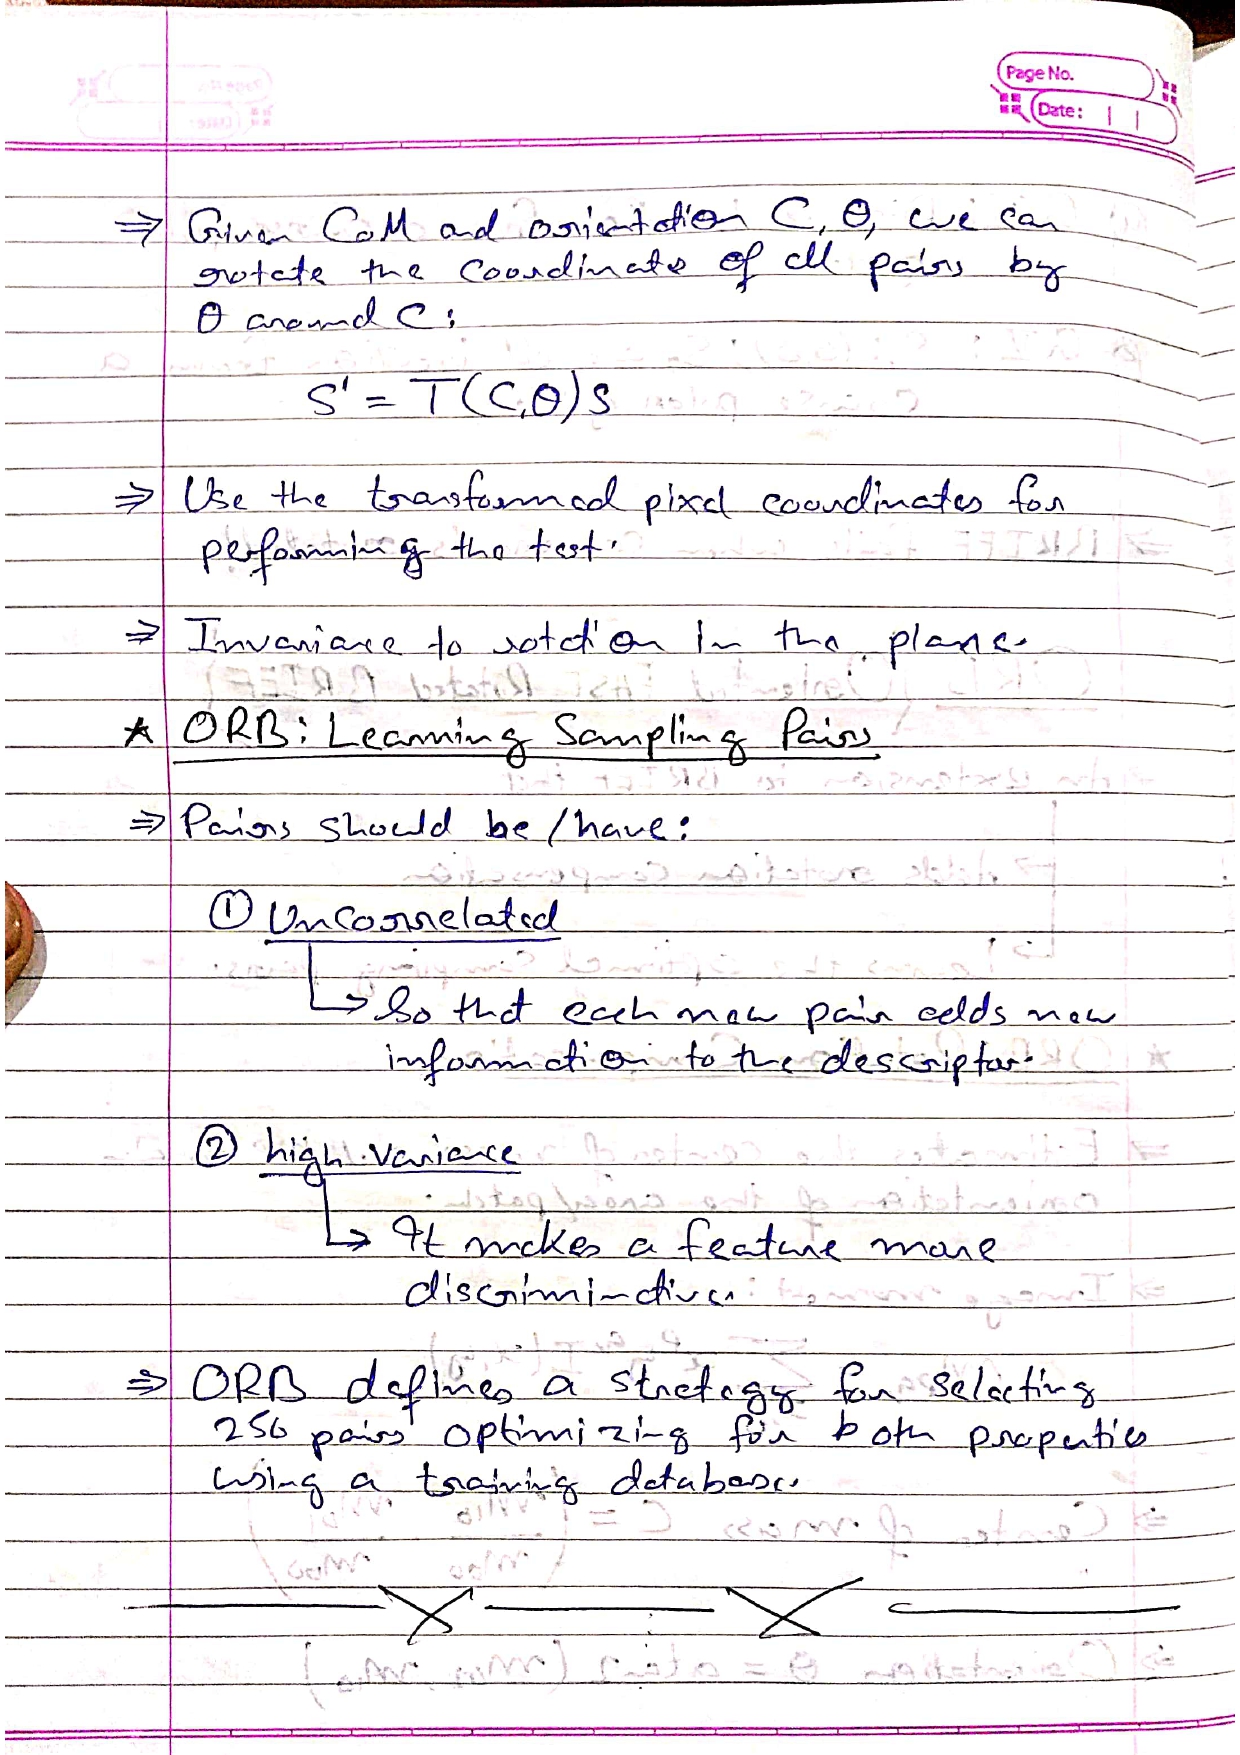 Page No.
Date:
⇒ Given CoM and orientation C, θ, we can
rotate the coordinate of all pairs by
θ around C:
S' = T(C,θ)s
⇒ Use the transformed pixel coordinates for
performing the test.
⇒ Invariance to rotation in the plane.
* ORB: Learning Sampling Pairs
⇒ Pairs should be / have:
① Uncorrelated
↳ So that each new pair adds new
information to the descriptor.
② high variance
↳ It makes a feature more
discriminative.
⇒ ORB defines a strategy for selecting
256 pairs optimizing for both properties
using a training database.